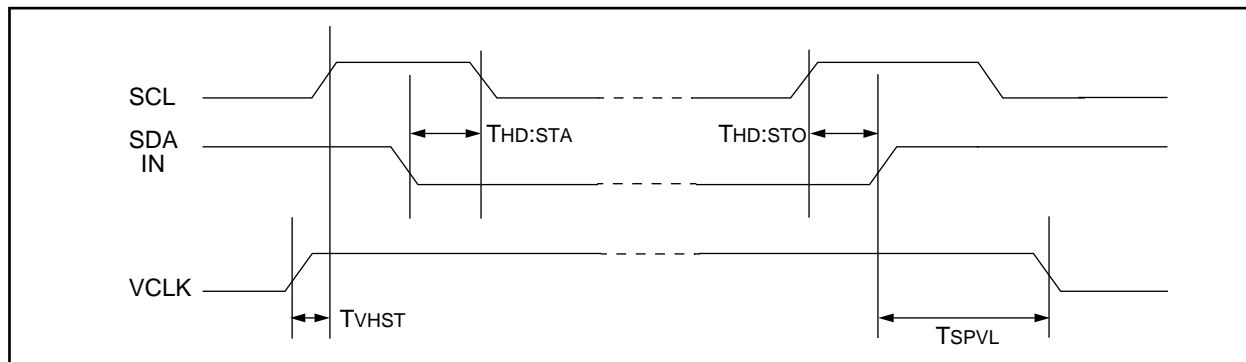 SCL
SDA
IN
THD:STA
THD:STO
VCLK
TVHST
TSPVL